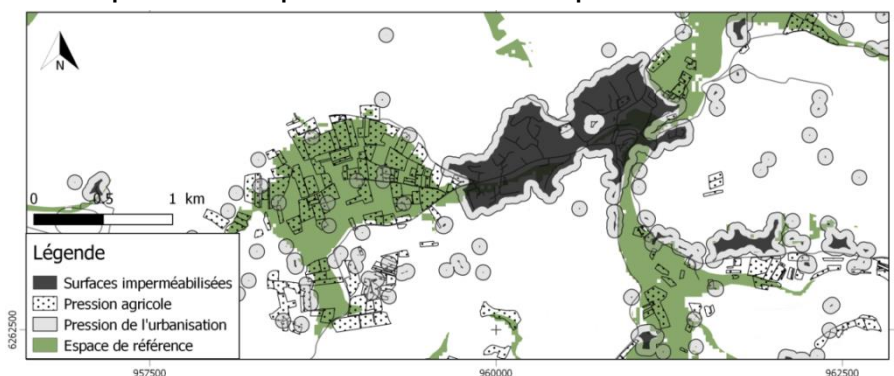 N
0 0.5 1 km
Légende
Surfaces imperméabilisées
Pression agricole
Pression de l'urbanisation
Espace de référence
6262500
957500 960000 962500